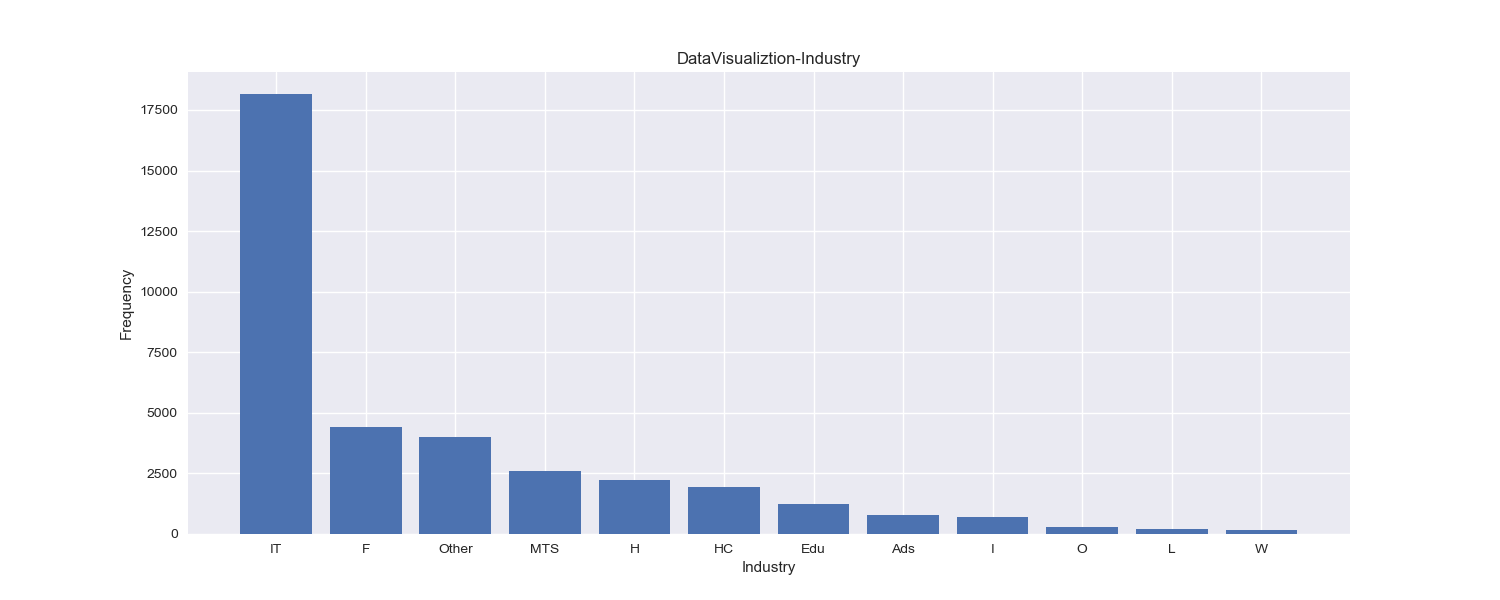 DataVisualiztion-Industry
17500
15000
12500
10000
7500
5000
2500
0
Frequency
IT F Other MTS H HC Edu Ads I O L W
Industry